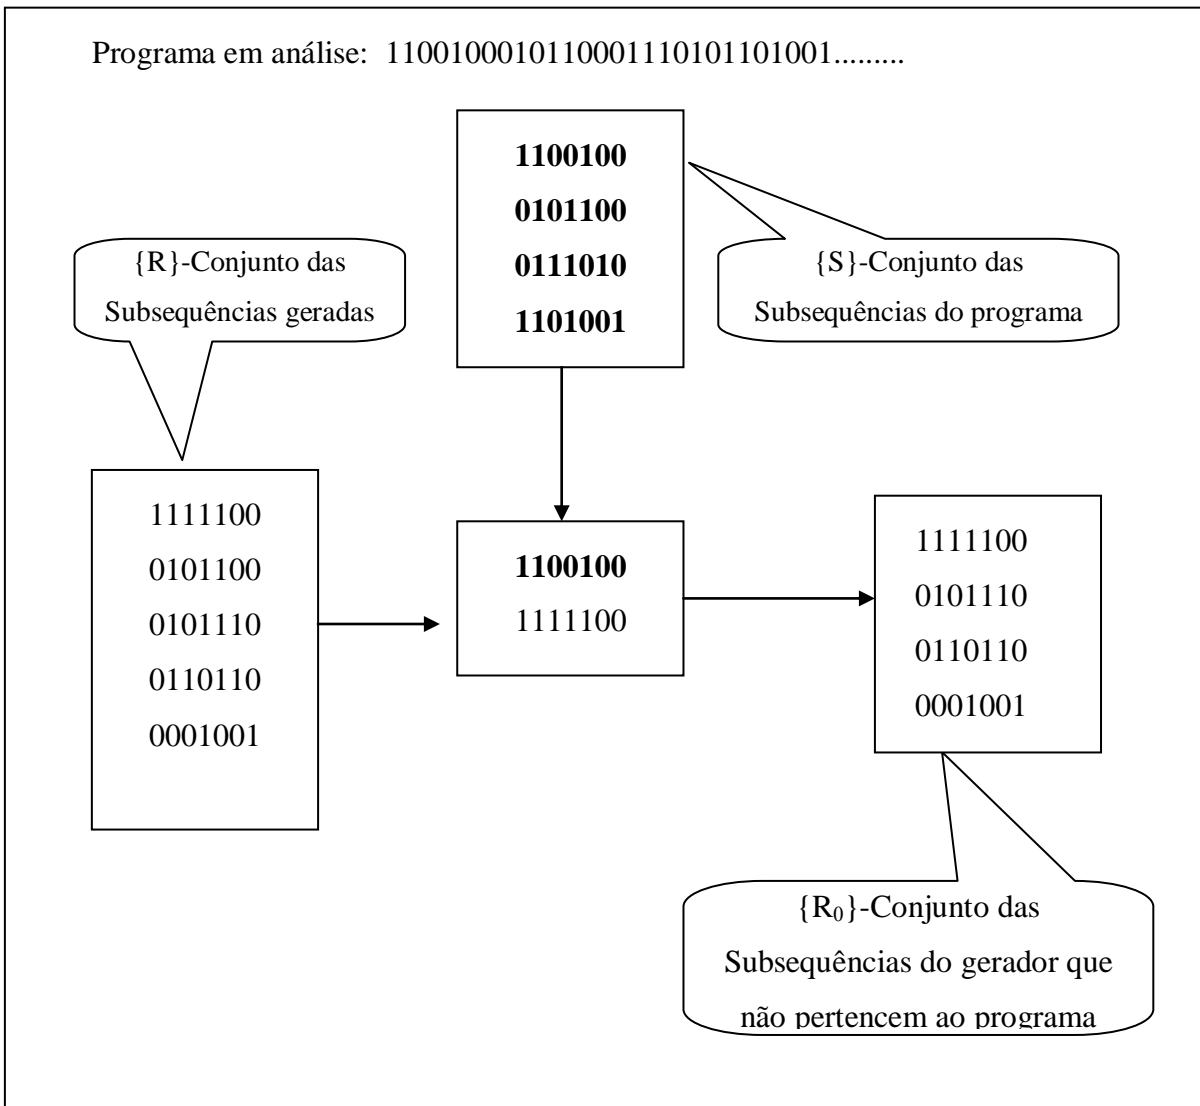 Programa em análise: 1100100010110001110101101001.........
1100100
0101100
0111010
1101001
{R}-Conjunto das
Subsequências geradas
{S}-Conjunto das
Subsequências do programa
1111100
0101100
0101110
0110110
0001001
1100100
1111100
1111100
0101110
0110110
0001001
{R₀}-Conjunto das
Subsequências do gerador que
não pertencem ao programa